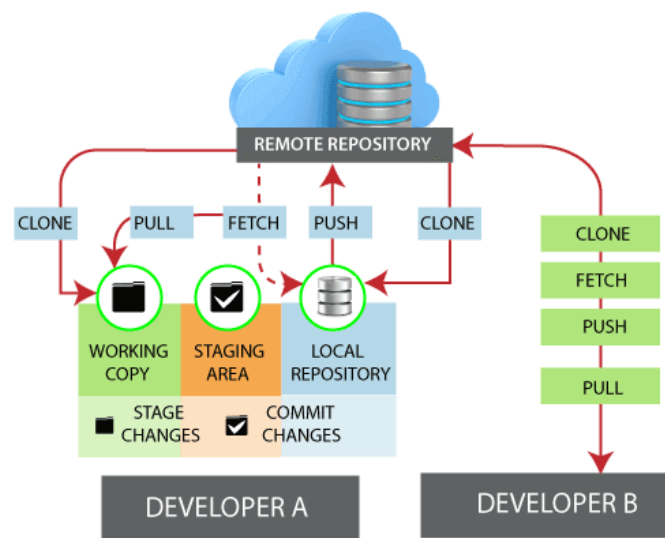 REMOTE REPOSITORY
CLONE
PULL
FETCH
PUSH
CLONE
CLONE
FETCH
PUSH
PULL
WORKING
COPY
STAGING
AREA
LOCAL
REPOSITORY
STAGE
CHANGES
COMMIT
CHANGES
DEVELOPER A
DEVELOPER B